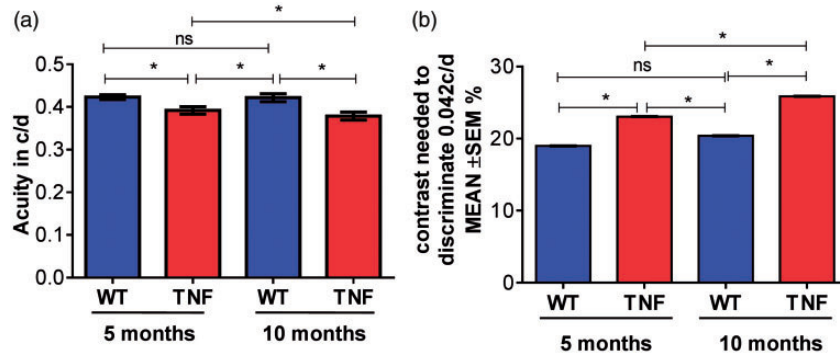 (a)
*
ns
* * *
0.5
0.4
0.3
0.2
0.1
0.0
Acuity in c/d
WT TNF WT TNF
5 months 10 months
(b)
*
ns
*
* *
30
20
10
0
contrast needed to
discriminate 0.042c/d
MEAN ±SEM %
WT TNF WT TNF
5 months 10 months